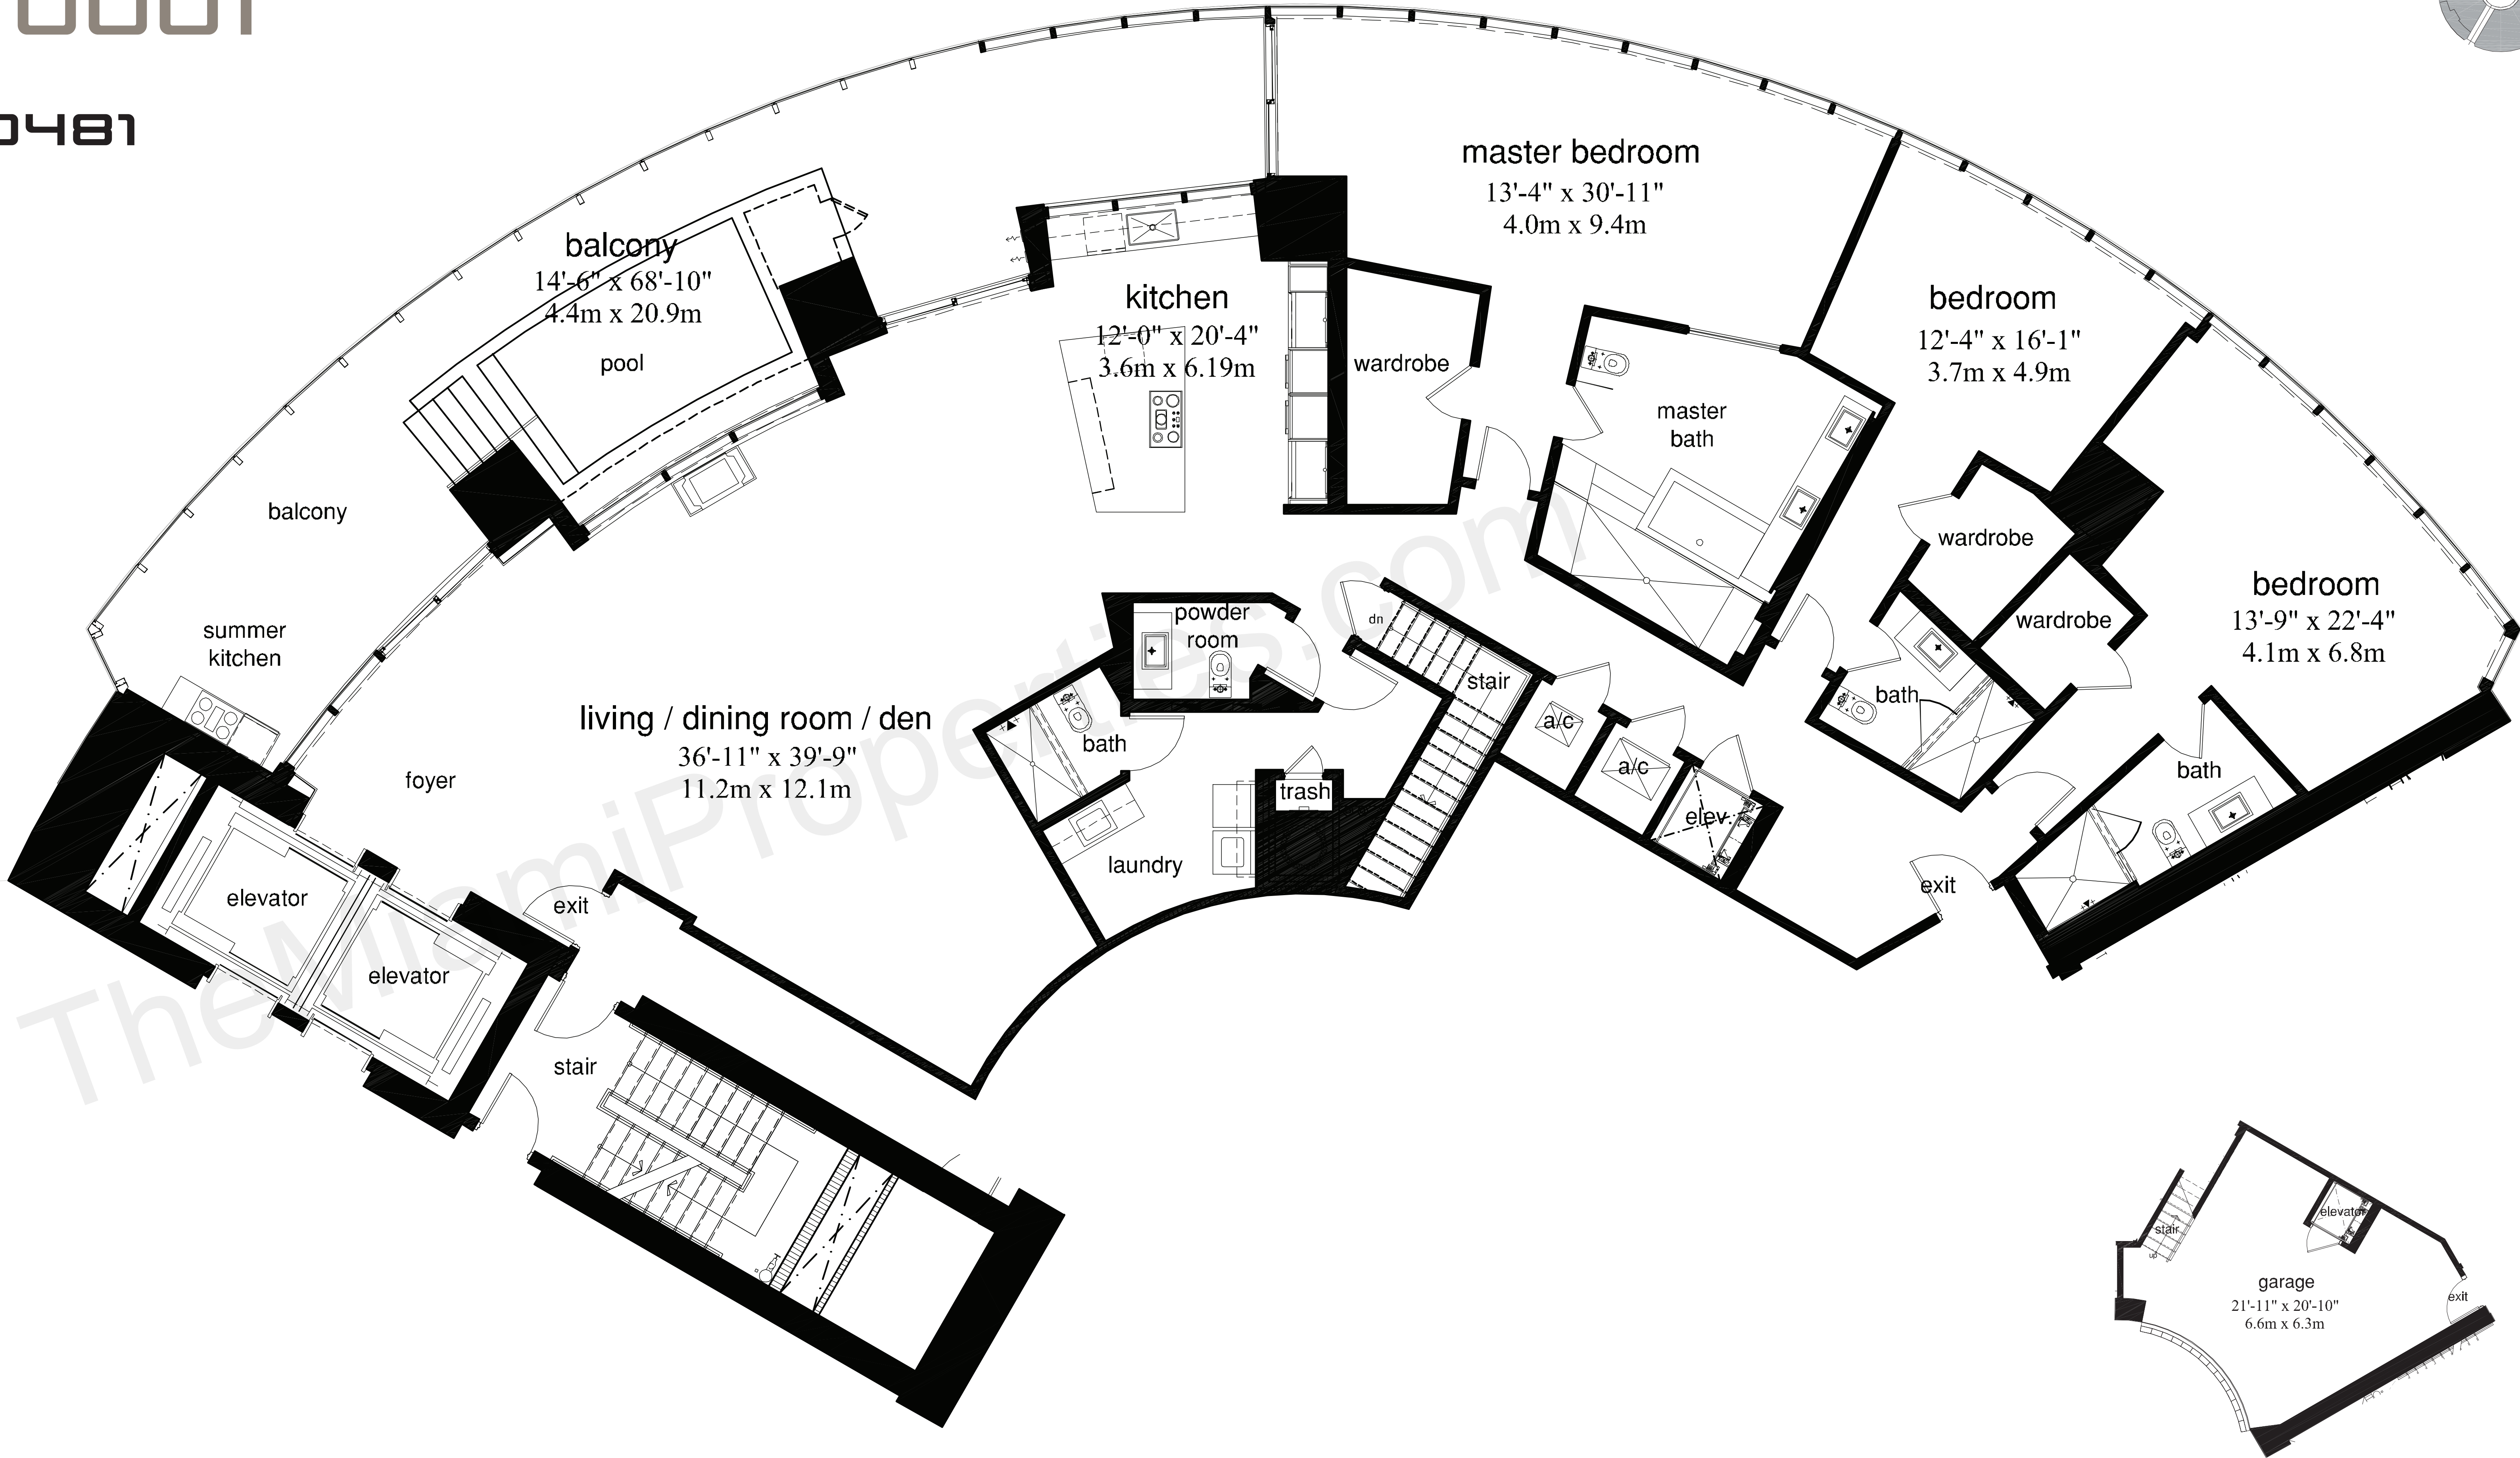 0481
master bedroom
13'-4" x 30'-11"
4.0m x 9.4m
balcony
14'-6" x 68'-10"
4.4m x 20.9m
pool
kitchen
12'-0" x 20'-4"
3.6m x 6.19m
wardrobe
master
bath
bedroom
12'-4" x 16'-1"
3.7m x 4.9m
wardrobe
wardrobe
bedroom
13'-9" x 22'-4"
4.1m x 6.8m
balcony
summer
kitchen
powder
room
dn
stair
bath
living / dining room / den
36'-11" x 39'-9"
11.2m x 12.1m
foyer
bath
a/c
a/c
trash
elev.
bath
laundry
elevator
exit
exit
elevator
stair
TheMiamiProperties.com
elevator
stair
up
garage
21'-11" x 20'-10"
6.6m x 6.3m
exit